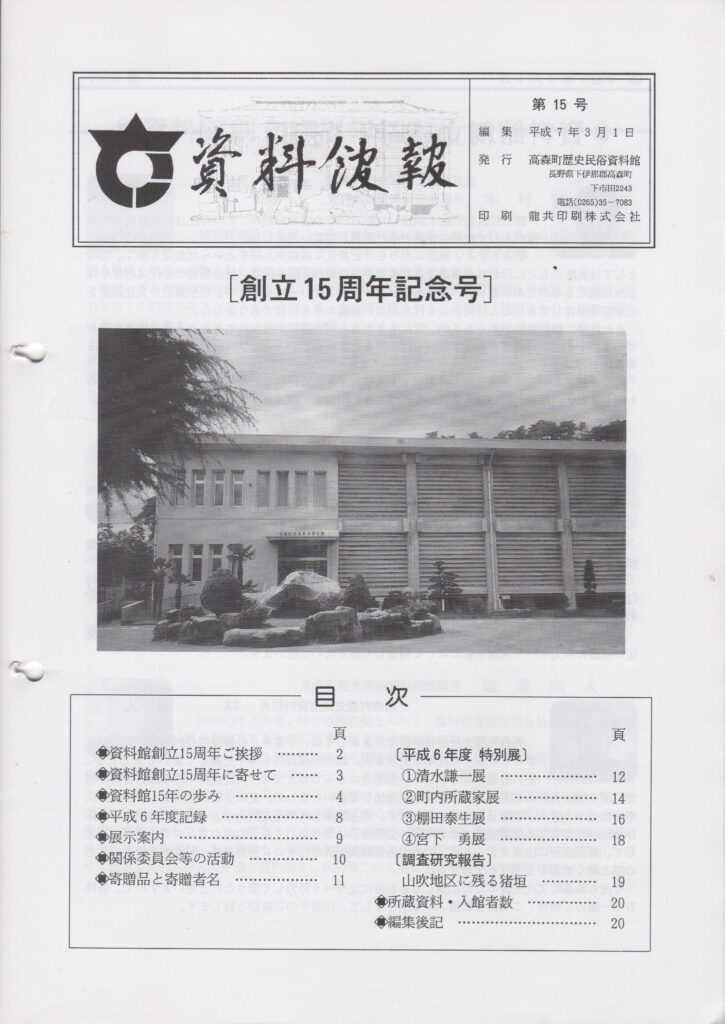 資料館報
第15号
編集 平成7年3月1日
発行 高森町歴史民俗資料館
長野県下伊那郡高森町
下市田2243
電話(0265)35-7083
印刷 龍共印刷株式会社
[創立15周年記念号]
目次
頁
◆資料館創立15周年ご挨拶 ……… 2
◆資料館創立15周年に寄せて …… 3
◆資料館15年の歩み ……………… 4
◆平成6年度記録 ………………… 8
◆展示案内 ………………………… 9
◆関係委員会等の活動 …………… 10
◆寄贈品と寄贈者名 ……………… 11
頁
〔平成6年度 特別展〕
①清水謙一展 …………………… 12
②町内所蔵家展 ………………… 14
③棚田泰生展 …………………… 16
④宮下 勇展 …………………… 18
〔調査研究報告〕
山吹地区に残る猪垣 …………… 19
◆所蔵資料・入館者数 …………… 20
◆編集後記 ………………………… 20